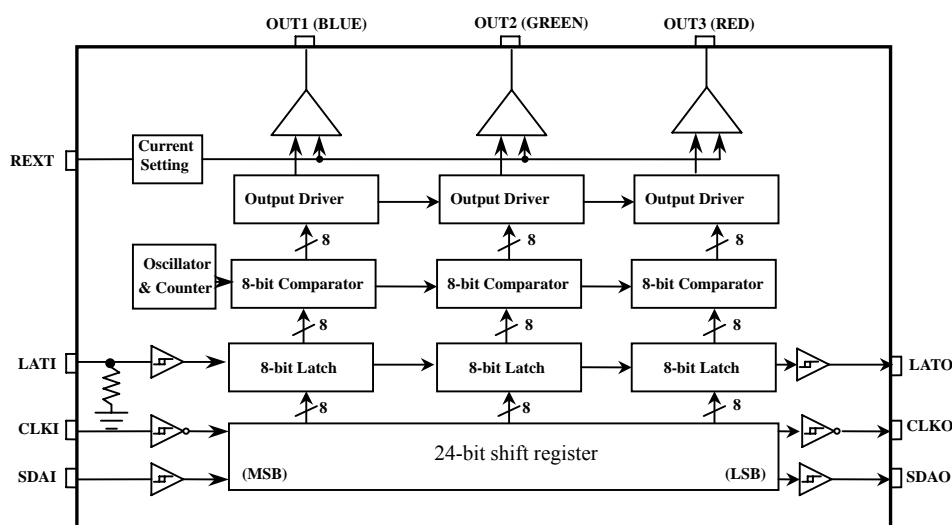 OUT1 (BLUE)
OUT2 (GREEN)
OUT3 (RED)
REXT
Current
Setting
Output Driver
Output Driver
Output Driver
8
8
8
Oscillator
& Counter
8-bit Comparator
8-bit Comparator
8-bit Comparator
8
8
8
LATI
8-bit Latch
8-bit Latch
8-bit Latch
LATO
8
8
8
CLKI
24-bit shift register
CLKO
SDAI
(MSB)
(LSB)
SDAO